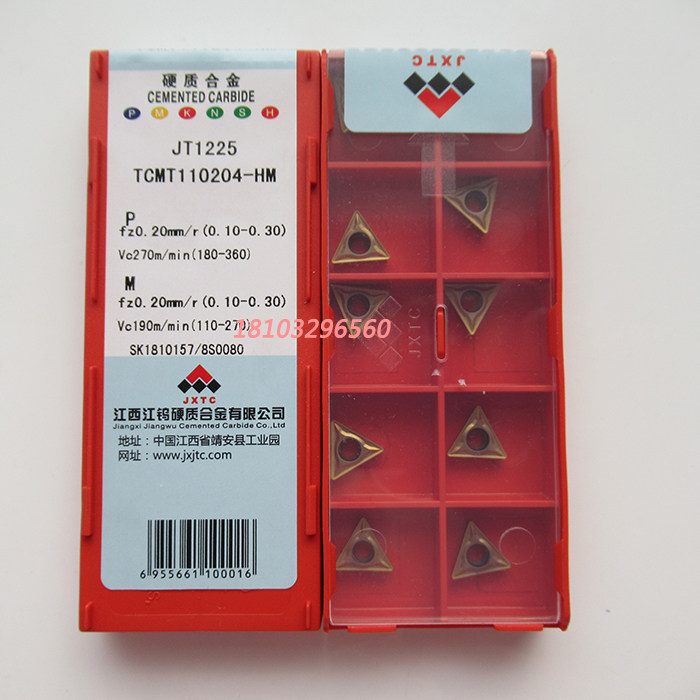 硬质合金
CEMENTED CARBIDE
P M K N S H
JT1225
TCMT110204-HM
P
fz0.20mm/r(0.10-0.30)
Vc270m/min(180-360)
M
fz0.20mm/r(0.10-0.30)
Vc190m/min(110-270)
SK1810157/8S0080
JXTC
江西江钨硬质合金有限公司
Jiangxi Jiangwu Cemented Carbide Co.,Ltd
地址：中国江西省靖安县工业园
网址：www.jxjtc.com
6 955661 100016
JXTC
JXTC
18103296560